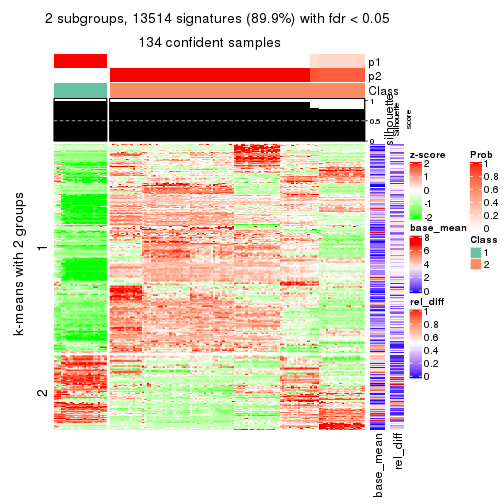 2 subgroups, 13514 signatures (89.9%) with fdr < 0.05
134 confident samples
p1
p2
Class
1
0.5
0
silhouette
Silhouette
score
k-means with 2 groups
1
2
base_mean
rel_diff
z-score
2
1
0
-1
-2
base_mean
8
6
4
2
0
rel_diff
1
0.8
0.6
0.4
0.2
0
Prob
1
0.8
0.6
0.4
0.2
0
Class
1
2